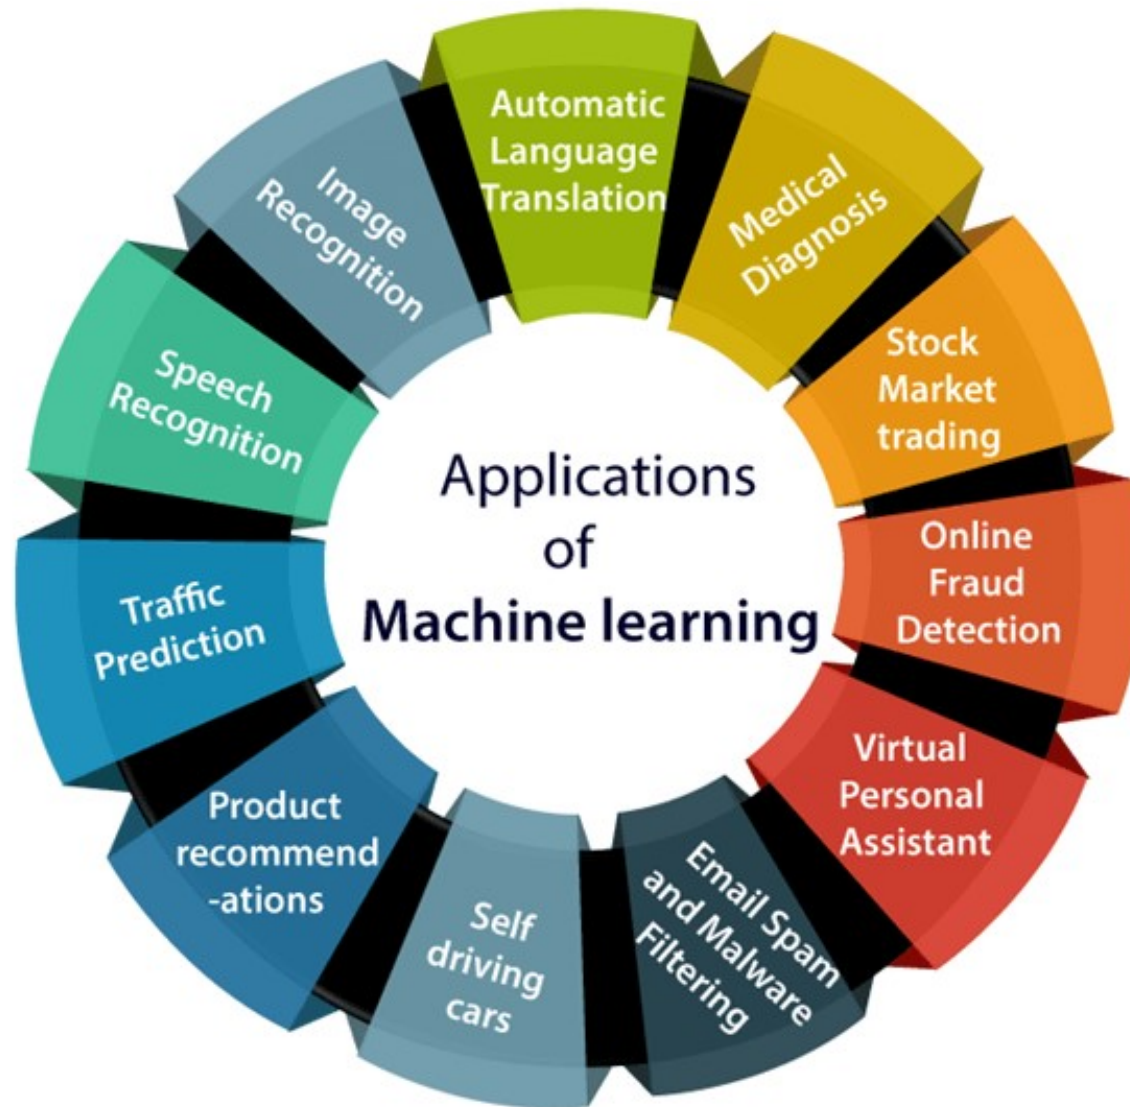 Applications
of
Machine learning
Automatic
Language
Translation
Medical
Diagnosis
Stock
Market
trading
Online
Fraud
Detection
Virtual
Personal
Assistant
Email Spam
and Malware
Filtering
Self
driving
cars
Product
recommend
-ations
Traffic
Prediction
Speech
Recognition
Image
Recognition